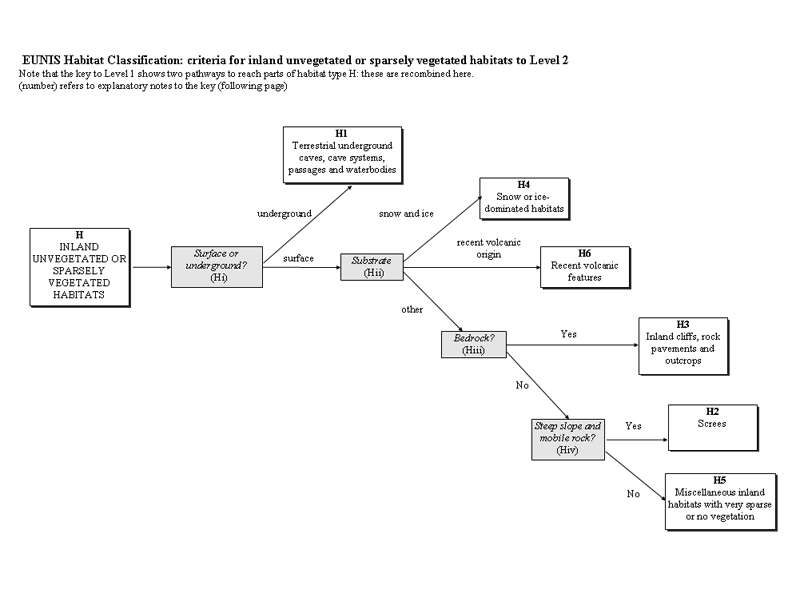 EUNIS Habitat Classification: criteria for inland unvegetated or sparsely vegetated habitats to Level 2
Note that the key to Level 1 shows two pathways to reach parts of habitat type H: these are recombined here.
(number) refers to explanatory notes to the key (following page)
H1
Terrestrial underground
caves, cave systems,
passages and waterbodies
underground
snow and ice
H4
Snow or ice-
dominated habitats
H
INLAND
UNVEGETATED OR
SPARSELY
VEGETATED
HABITATS
Surface or
underground?
(Hi)
surface
Substrate
(Hii)
recent volcanic
origin
H6
Recent volcanic
features
other
Bedrock?
(Hiii)
Yes
H3
Inland cliffs, rock
pavements and
outcrops
No
Steep slope and
mobile rock?
(Hiv)
Yes
H2
Screes
No
H5
Miscellaneous inland
habitats with very sparse
or no vegetation